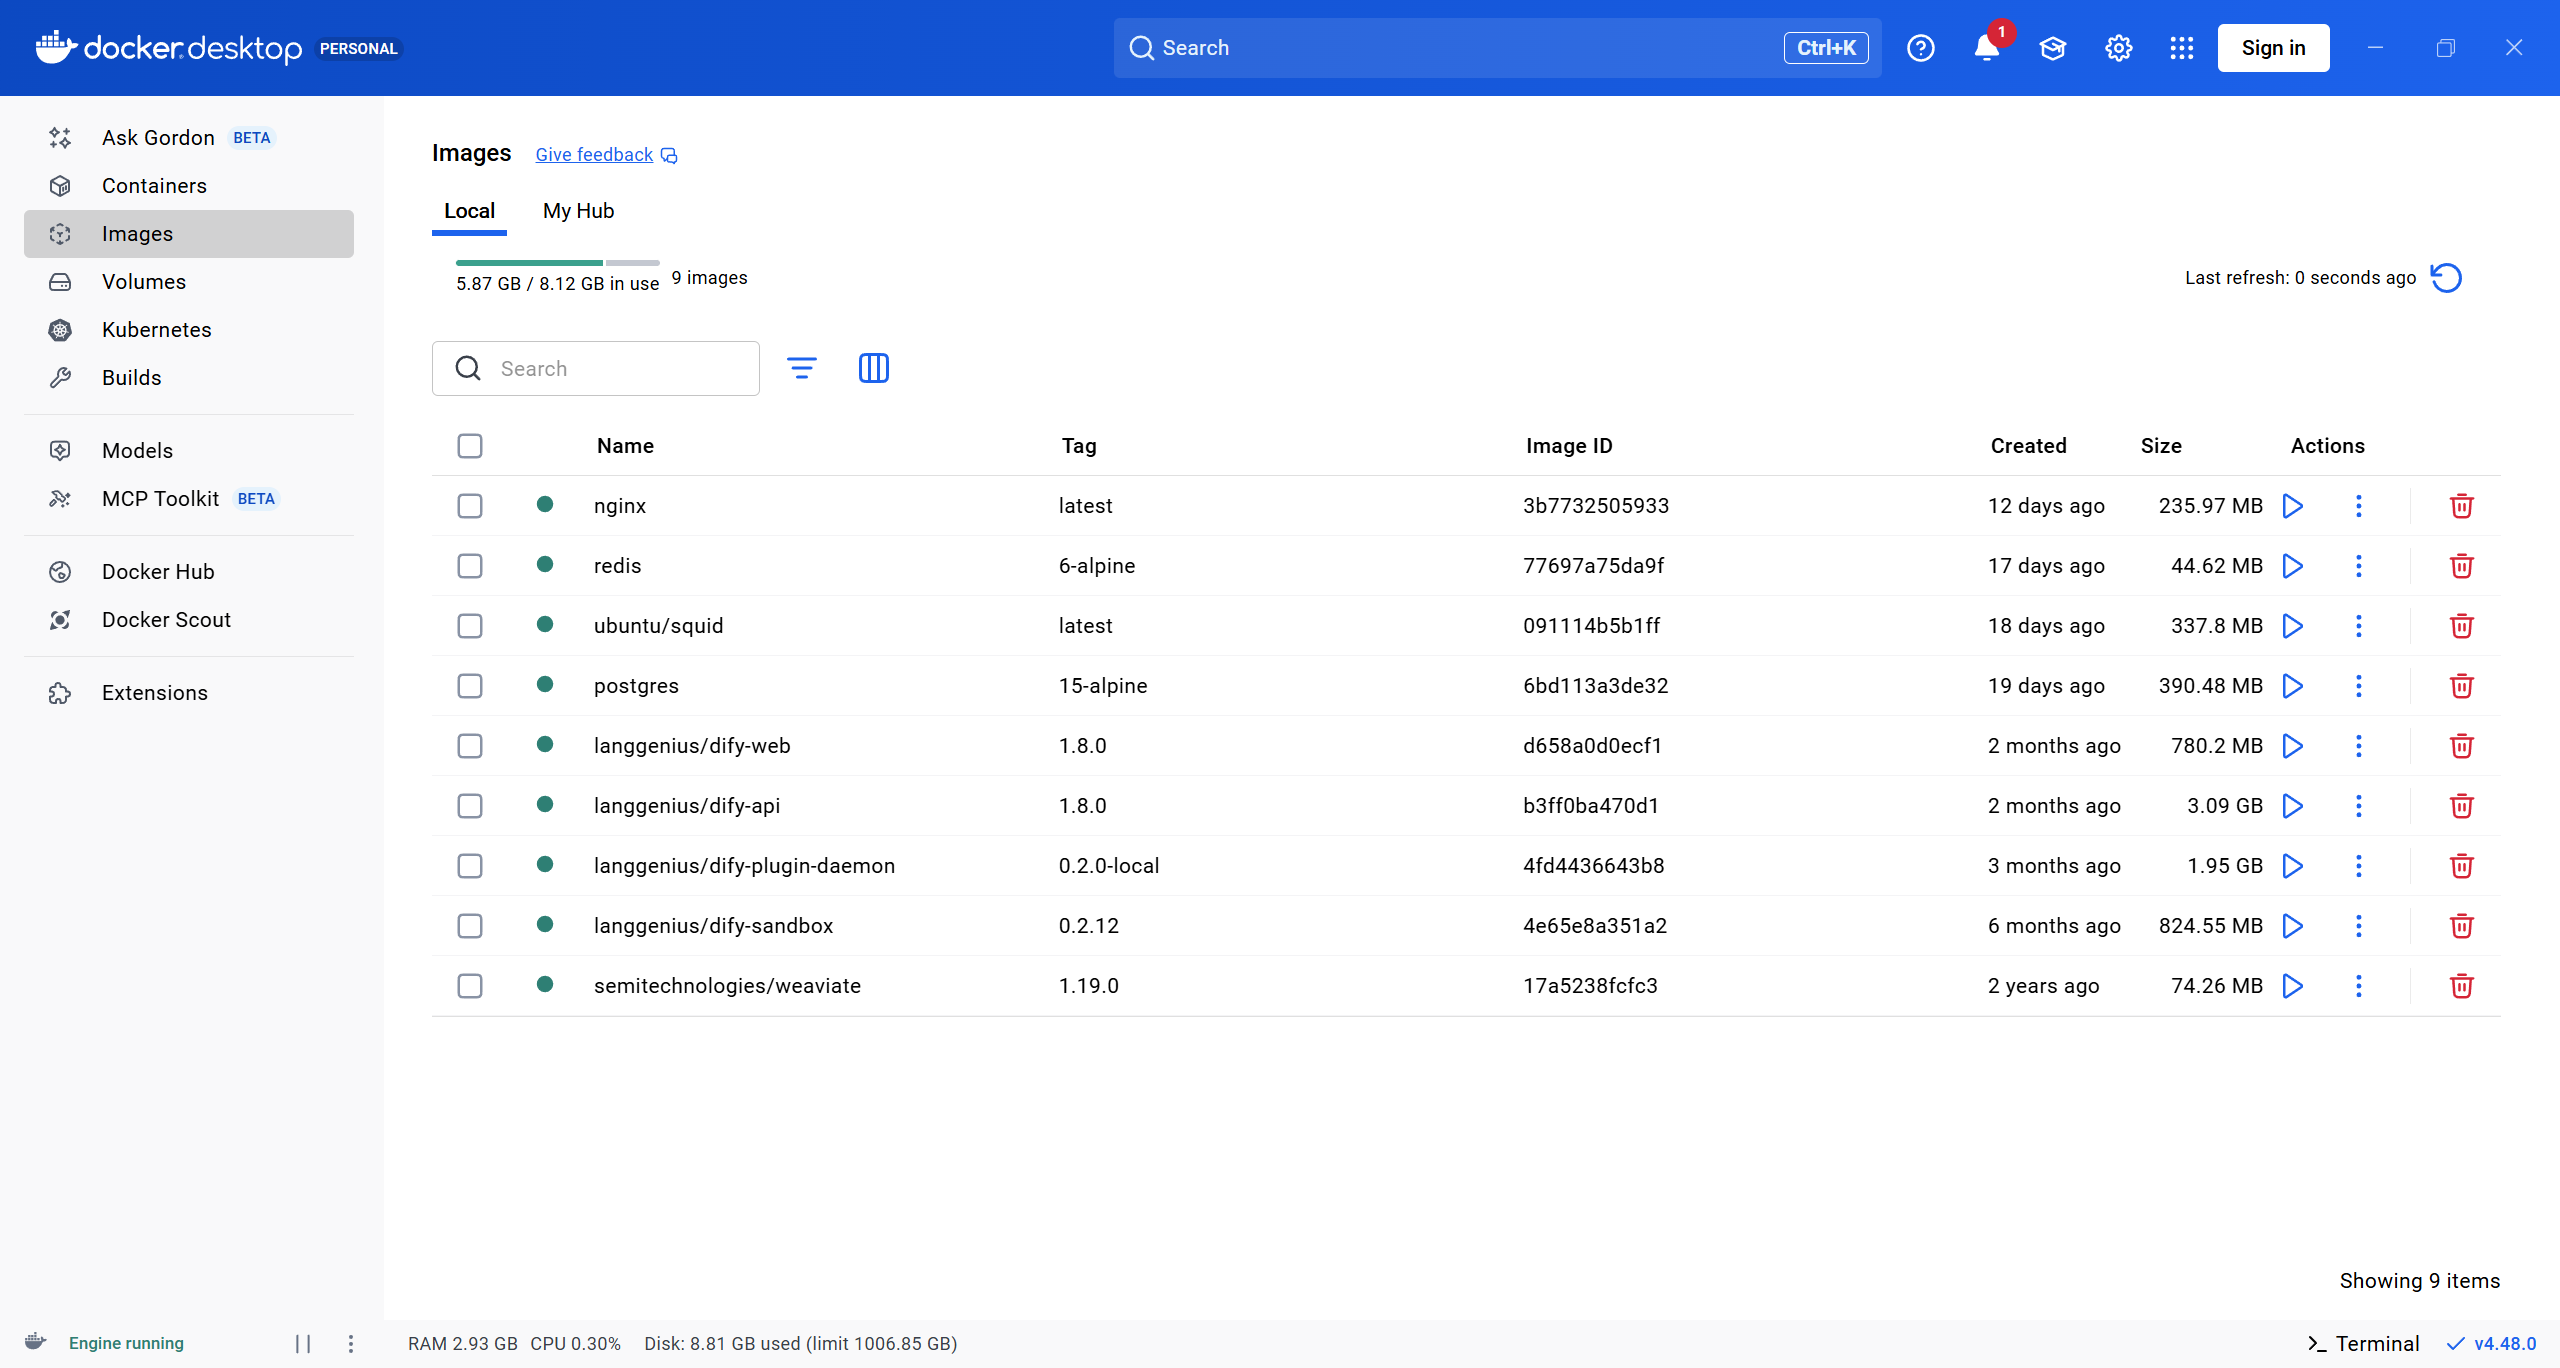 docker desktop PERSONAL
Search Ctrl+K
1
Sign in
Ask Gordon BETA
Containers
Images
Volumes
Kubernetes
Builds
Models
MCP Toolkit BETA
Docker Hub
Docker Scout
Extensions
Images Give feedback
Local My Hub
5.87 GB / 8.12 GB in use 9 images
Last refresh: 0 seconds ago
Search
Name Tag Image ID Created Size Actions
nginx latest 3b7732505933 12 days ago 235.97 MB
redis 6-alpine 77697a75da9f 17 days ago 44.62 MB
ubuntu/squid latest 091114b5b1ff 18 days ago 337.8 MB
postgres 15-alpine 6bd113a3de32 19 days ago 390.48 MB
langgenius/dify-web 1.8.0 d658a0d0ecf1 2 months ago 780.2 MB
langgenius/dify-api 1.8.0 b3ff0ba470d1 2 months ago 3.09 GB
langgenius/dify-plugin-daemon 0.2.0-local 4fd4436643b8 3 months ago 1.95 GB
langgenius/dify-sandbox 0.2.12 4e65e8a351a2 6 months ago 824.55 MB
semitechnologies/weaviate 1.19.0 17a5238fcfc3 2 years ago 74.26 MB
Showing 9 items
Engine running
RAM 2.93 GB CPU 0.30% Disk: 8.81 GB used (limit 1006.85 GB)
Terminal
v4.48.0